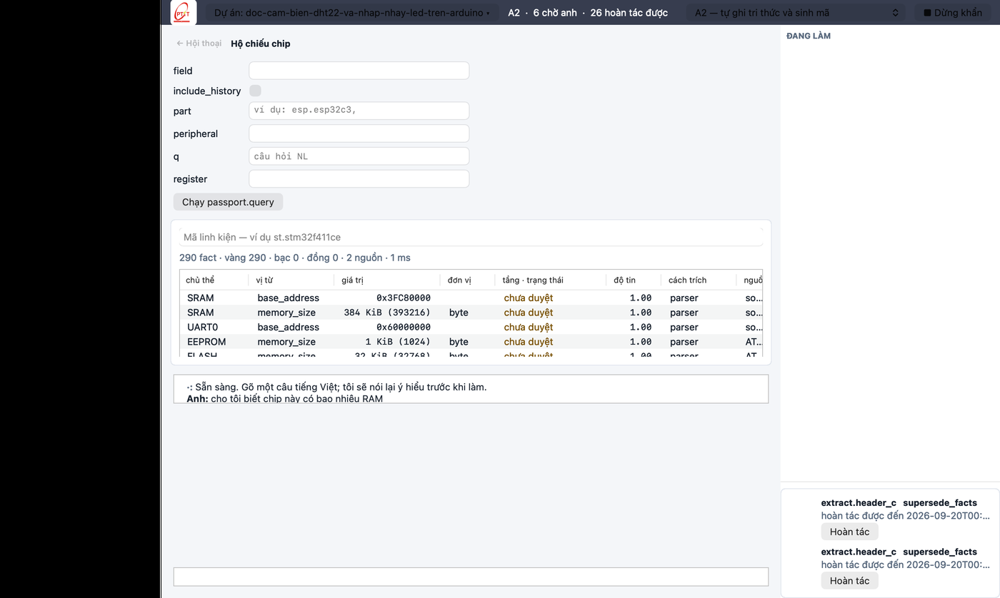 PTIT Dự án: doc-cam-bien-dht22-va-nhap-nhay-led-tren-arduino A2 · 6 chờ anh · 26 hoàn tác được A2 — tự ghi tri thức và sinh mã Dừng khẩn
← Hội thoại Hộ chiếu chip
field
include_history
part ví dụ: esp.esp32c3,
peripheral
q câu hỏi NL
register
Chạy passport.query
Mã linh kiện — ví dụ st.stm32f411ce
290 fact · vàng 290 · bạc 0 · đồng 0 · 2 nguồn · 1 ms
chủ thể vị từ giá trị đơn vị tầng · trạng thái độ tin cách trích nguồ
SRAM base_address 0x3FC80000 chưa duyệt 1.00 parser so…
SRAM memory_size 384 KiB (393216) byte chưa duyệt 1.00 parser so…
UART0 base_address 0x60000000 chưa duyệt 1.00 parser so…
EEPROM memory_size 1 KiB (1024) byte chưa duyệt 1.00 parser AT…
FLASH memory_size 32 KiB (32768) byte chưa duyệt 1.00 parser AT…
·: Sẵn sàng. Gõ một câu tiếng Việt; tôi sẽ nói lại ý hiểu trước khi làm.
Anh: cho tôi biết chip này có bao nhiêu RAM
ĐANG LÀM
extract.header_c supersede_facts
hoàn tác được đến 2026-09-20T00:…
Hoàn tác
extract.header_c supersede_facts
hoàn tác được đến 2026-09-20T00:…
Hoàn tác